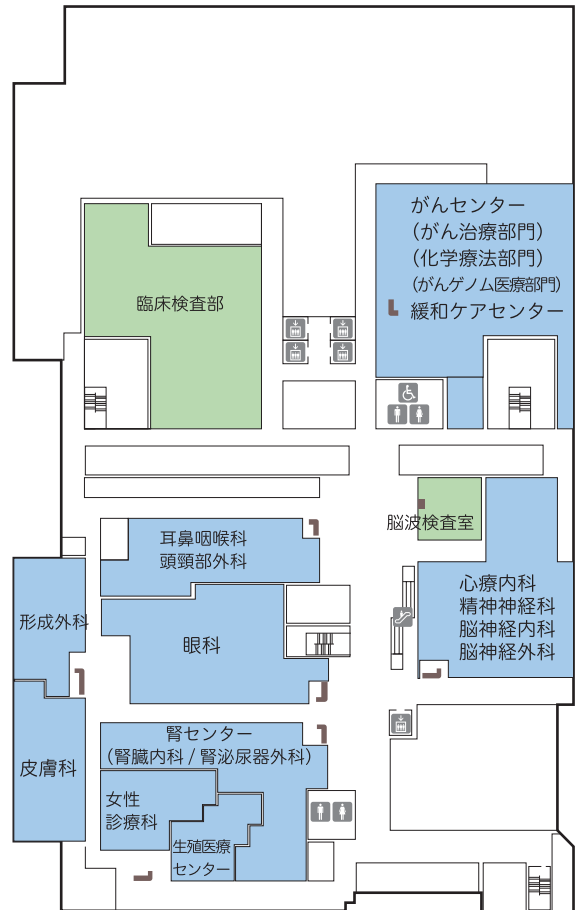 がんセンター
（がん治療部門）
（化学療法部門）
（がんゲノム医療部門）
緩和ケアセンター
臨床検査部
脳波検査室
耳鼻咽喉科
頭頸部外科
心療内科
精神神経科
脳神経内科
脳神経外科
形成外科
眼科
腎センター
（腎臓内科 / 腎泌尿器外科）
皮膚科
女性
診療科
生殖医療
センター